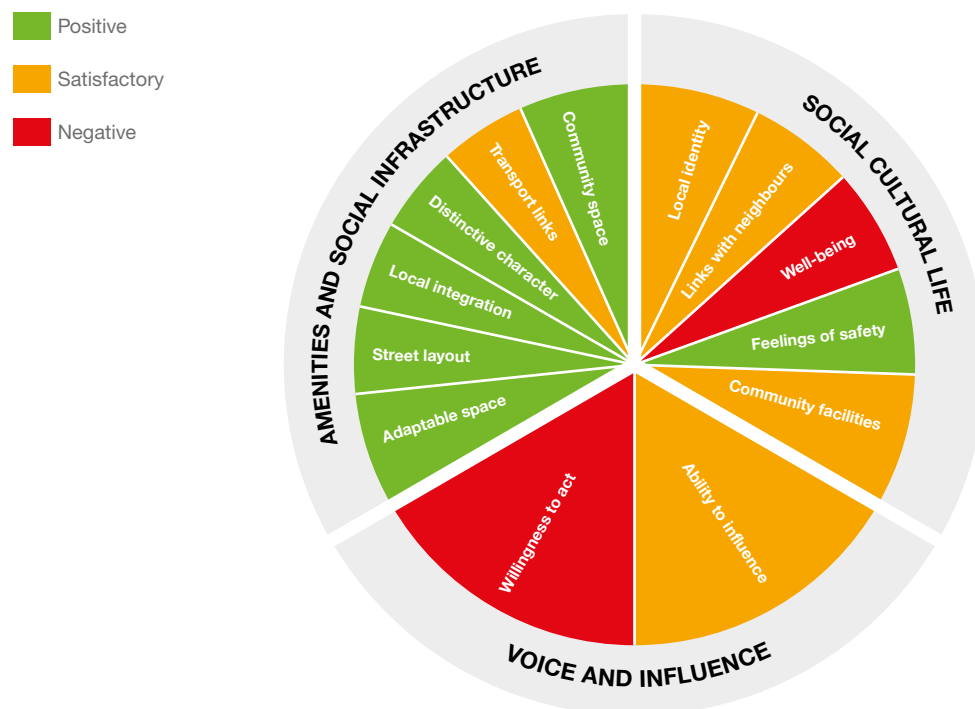 Positive
Satisfactory
Negative
AMENITIES AND SOCIAL INFRASTRUCTURE
Community space
Transport links
Distinctive character
Local integration
Street layout
Adaptable space
SOCIAL CULTURAL LIFE
Local identity
Links with neighbours
Well-being
Feelings of safety
Community facilities
VOICE AND INFLUENCE
Willingness to act
Ability to influence